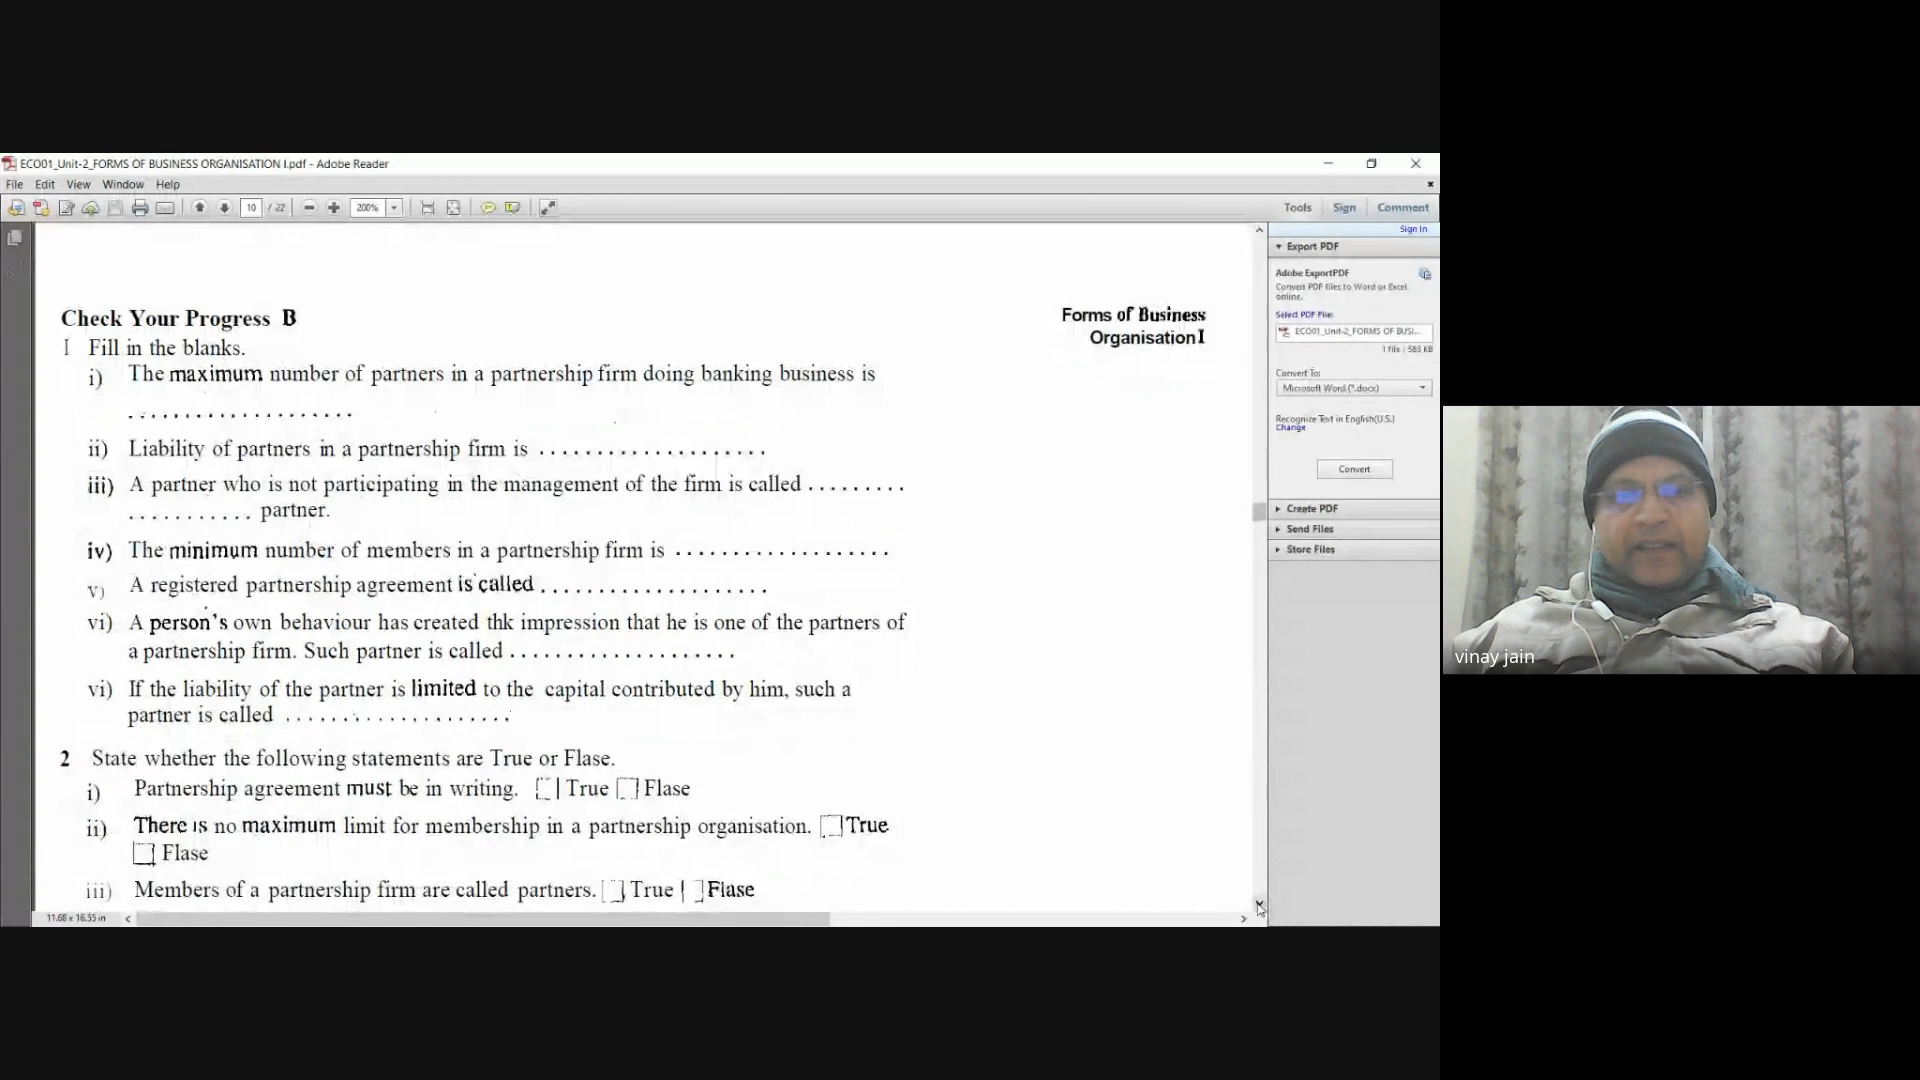 ECO01_Unit-2_FORMS OF BUSINESS ORGANISATION I.pdf - Adobe Reader
File Edit View Window Help
10 / 22 200% Tools Sign Comment
Sign In
Export PDF
Adobe ExportPDF
Convert PDF files to Word or Excel
online.
Select PDF File:
ECO01_Unit-2_FORMS OF BUSI...
1 file / 583 KB
Convert To:
Microsoft Word (*.docx)
Recognize Text in English(U.S.)
Change
Convert
Create PDF
Send Files
Store Files
Forms of Business
Organisation I
Check Your Progress B
1 Fill in the blanks.
i) The maximum number of partners in a partnership firm doing banking business is
....................
ii) Liability of partners in a partnership firm is ....................
iii) A partner who is not participating in the management of the firm is called .........
........... partner.
iv) The minimum number of members in a partnership firm is ...................
v) A registered partnership agreement is called ....................
vi) A person's own behaviour has created thk impression that he is one of the partners of
a partnership firm. Such partner is called ....................
vi) If the liability of the partner is limited to the capital contributed by him, such a
partner is called ....................
2 State whether the following statements are True or Flase.
i) Partnership agreement must be in writing. True Flase
ii) There is no maximum limit for membership in a partnership organisation. True
Flase
iii) Members of a partnership firm are called partners. True Flase
11.68 x 16.55 in
vinay jain